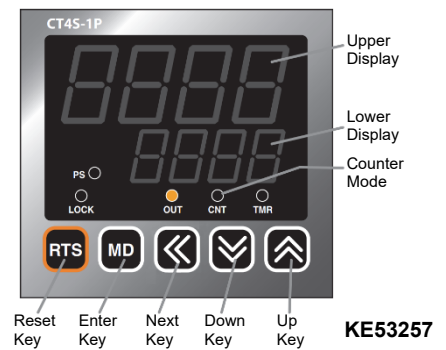 CT4S-1P
Upper
Display
Lower
Display
Counter
Mode
PS
LOCK
OUT
CNT
TMR
RTS
MD
Reset
Key
Enter
Key
Next
Key
Down
Key
Up
Key
KE53257